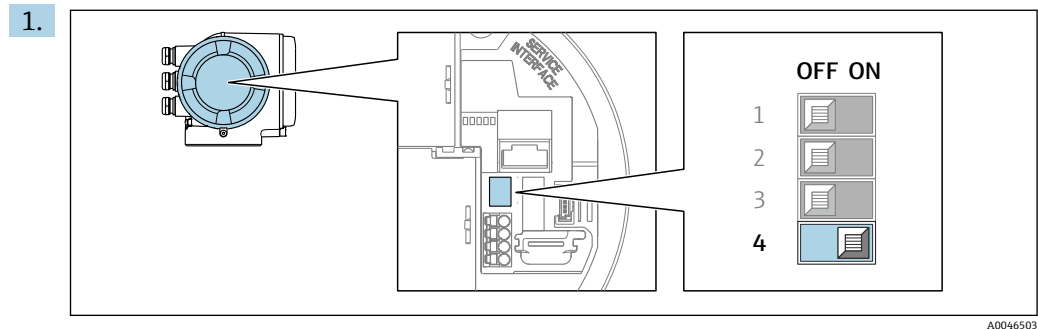 1.
SERVICE
INTERFACE
OFF ON
1
2
3
4
A0046503